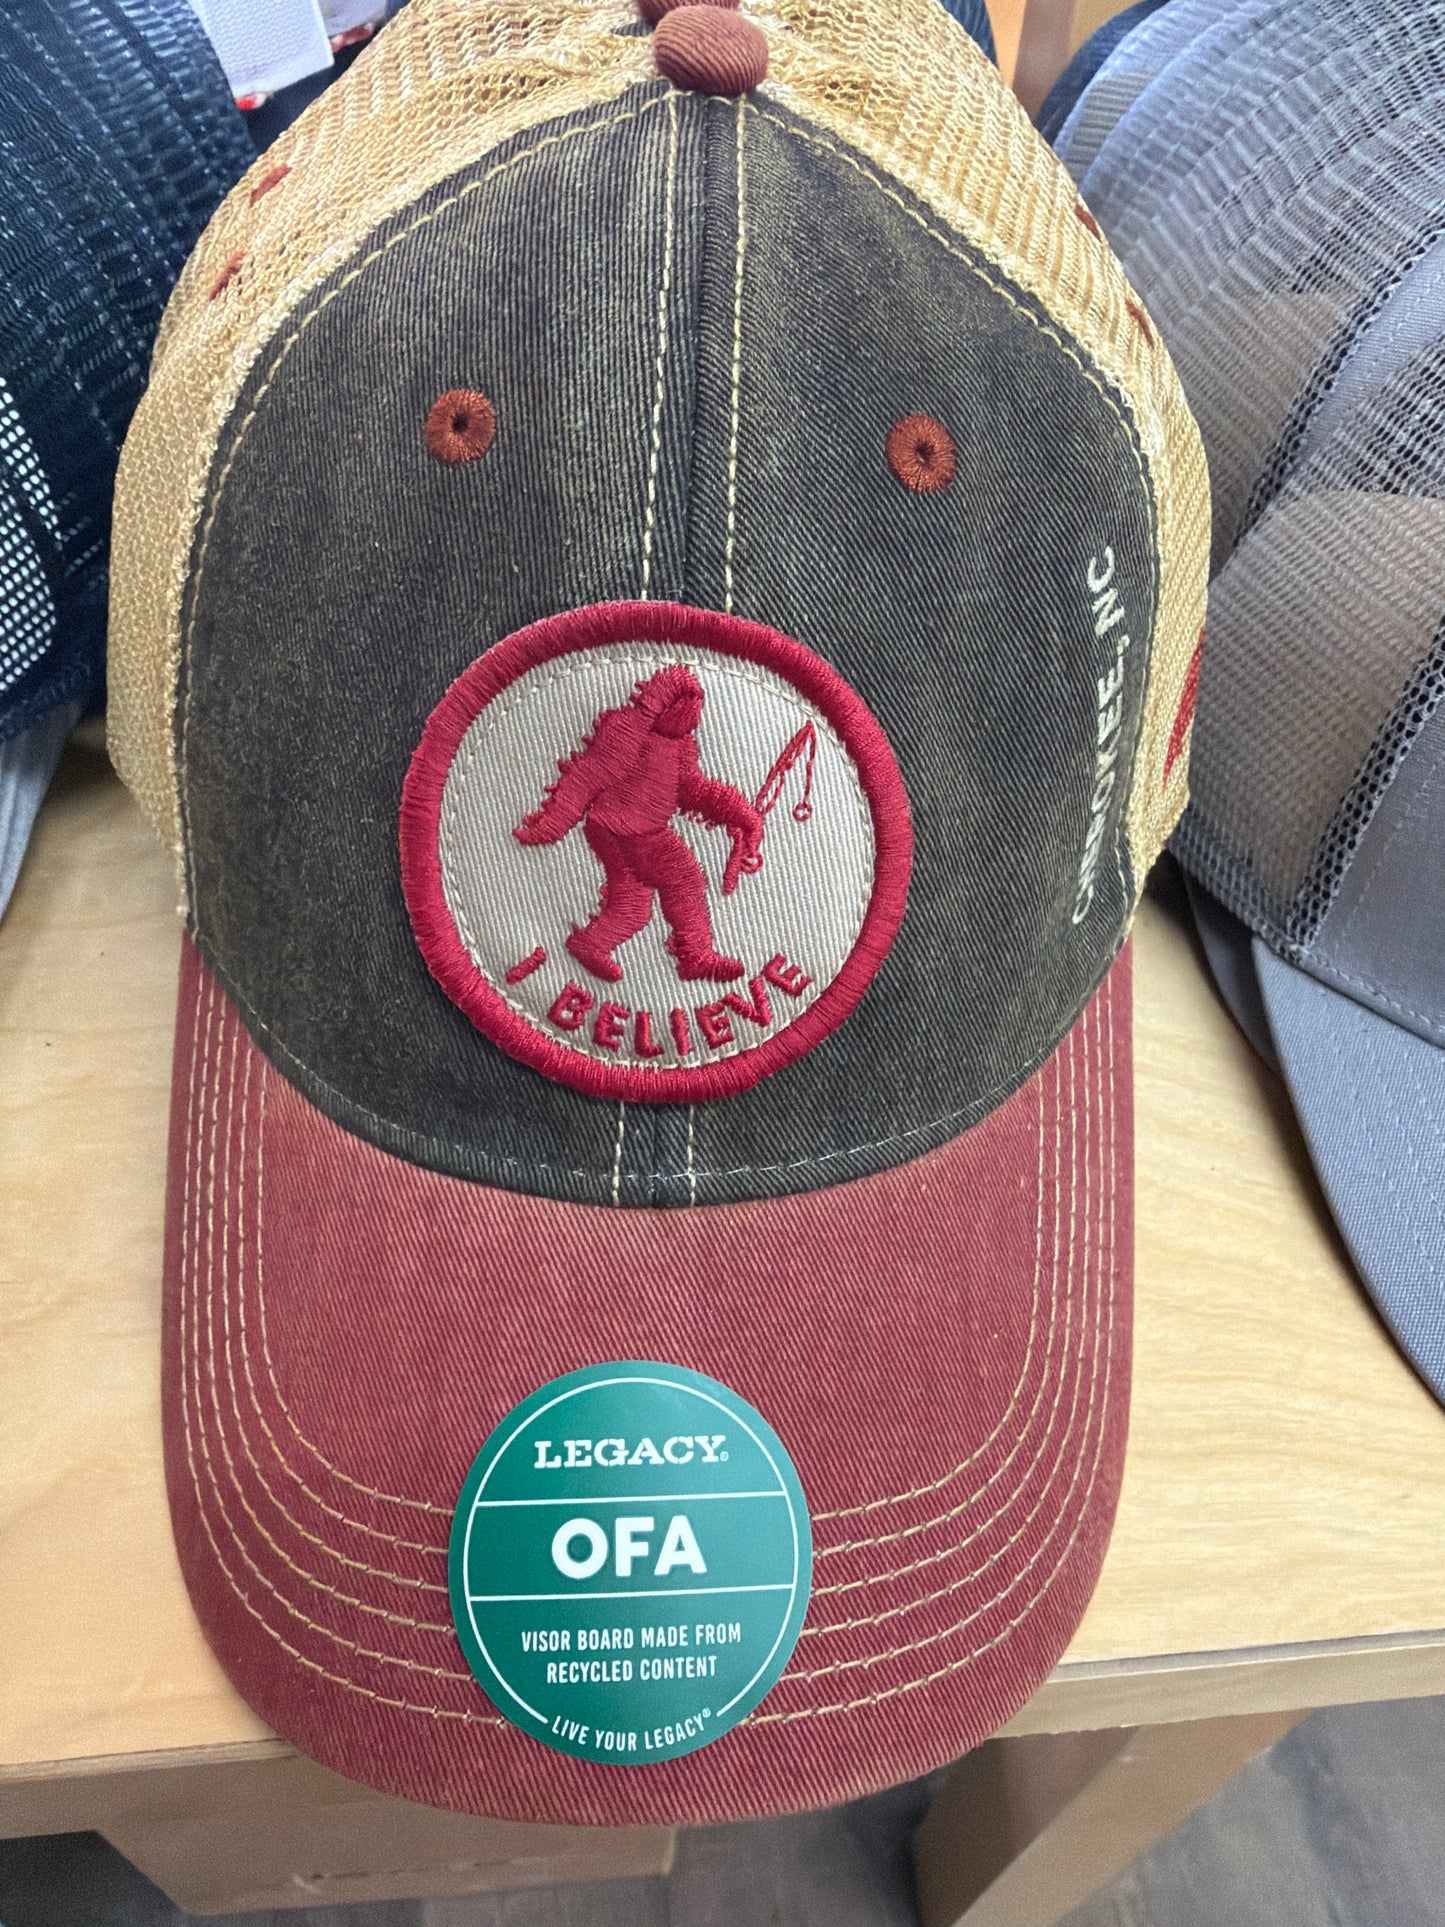 CHEROKEE, NC
I BELIEVE
LEGACY®
OFA
VISOR BOARD MADE FROM
RECYCLED CONTENT
LIVE YOUR LEGACY®